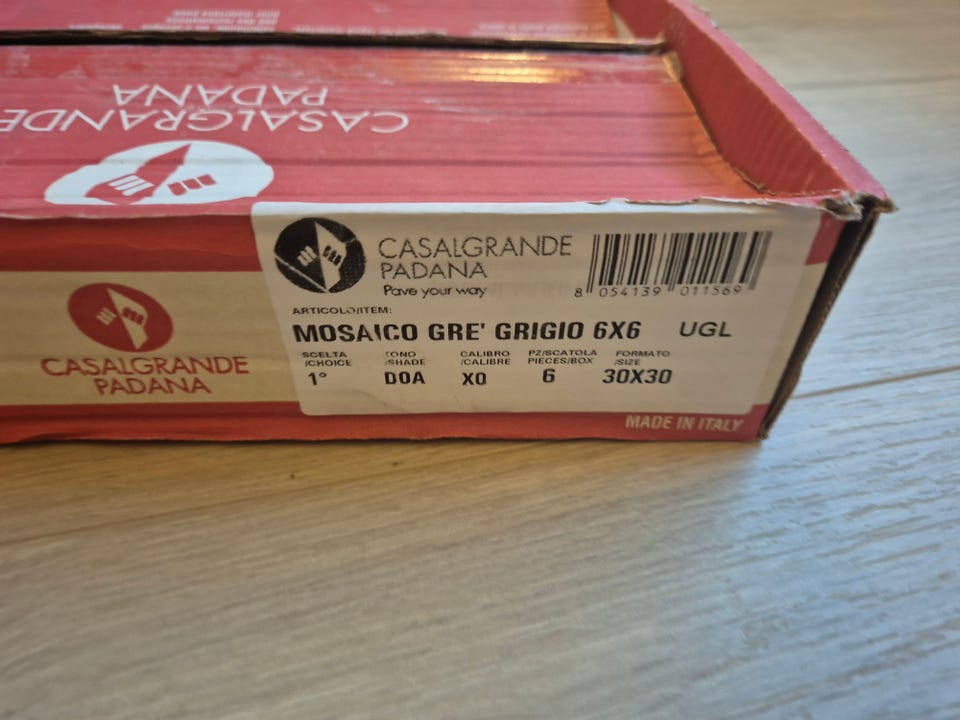 CASALGRANDE
PADANA
CASALGRANDE
PADANA
CASALGRANDE
PADANA
Pave your way
8 054139 011569
ARTICOLO/ITEM:
MOSAICO GRE' GRIGIO 6X6 UGL
SCELTA TONO CALIBRO PZ/SCATOLA FORMATO
/CHOICE /SHADE /CALIBRE PIECES/BOX /SIZE
1° D0A X0 6 30X30
MADE IN ITALY